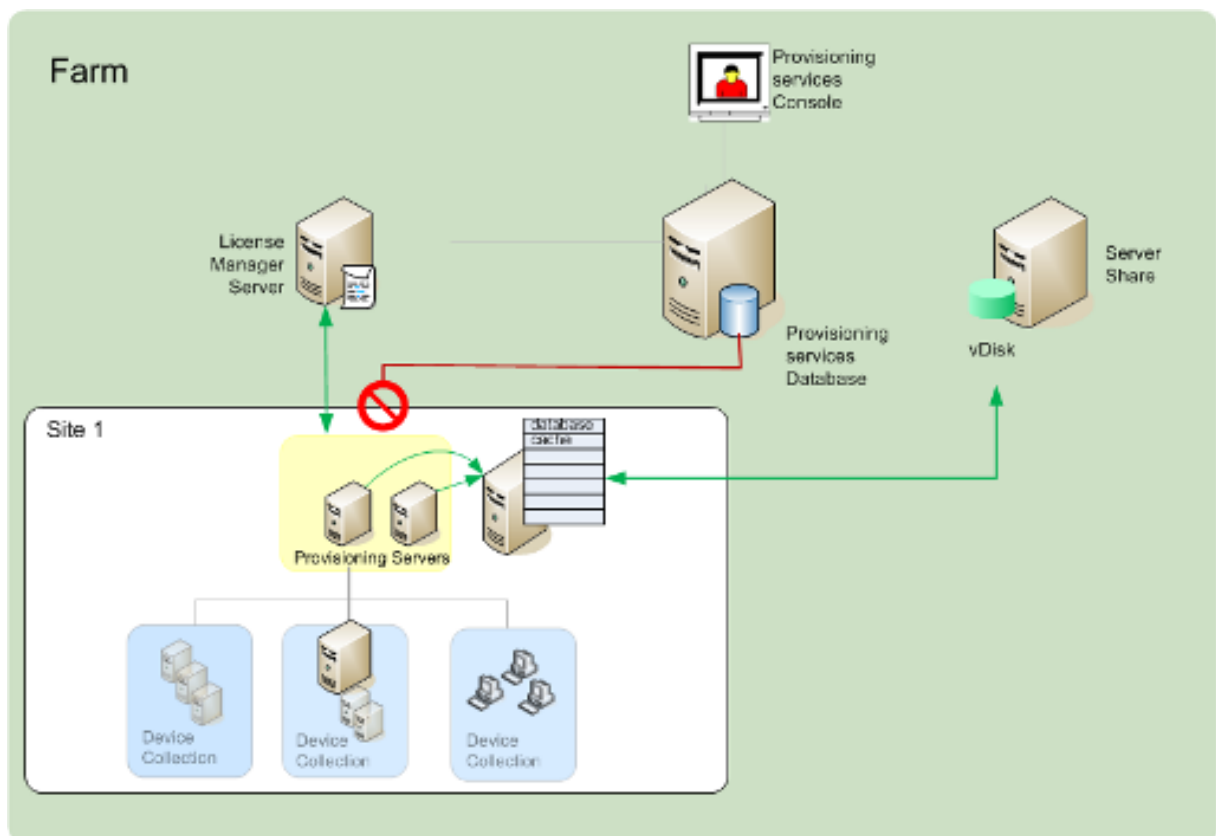 Farm
Provisioning
services
Console
License
Manager
Server
Server
Share
Provisioning
services
Database
vDisk
Site 1
database
cache
Provisioning Servers
Device
Collection
Device
Collection
Device
Collection